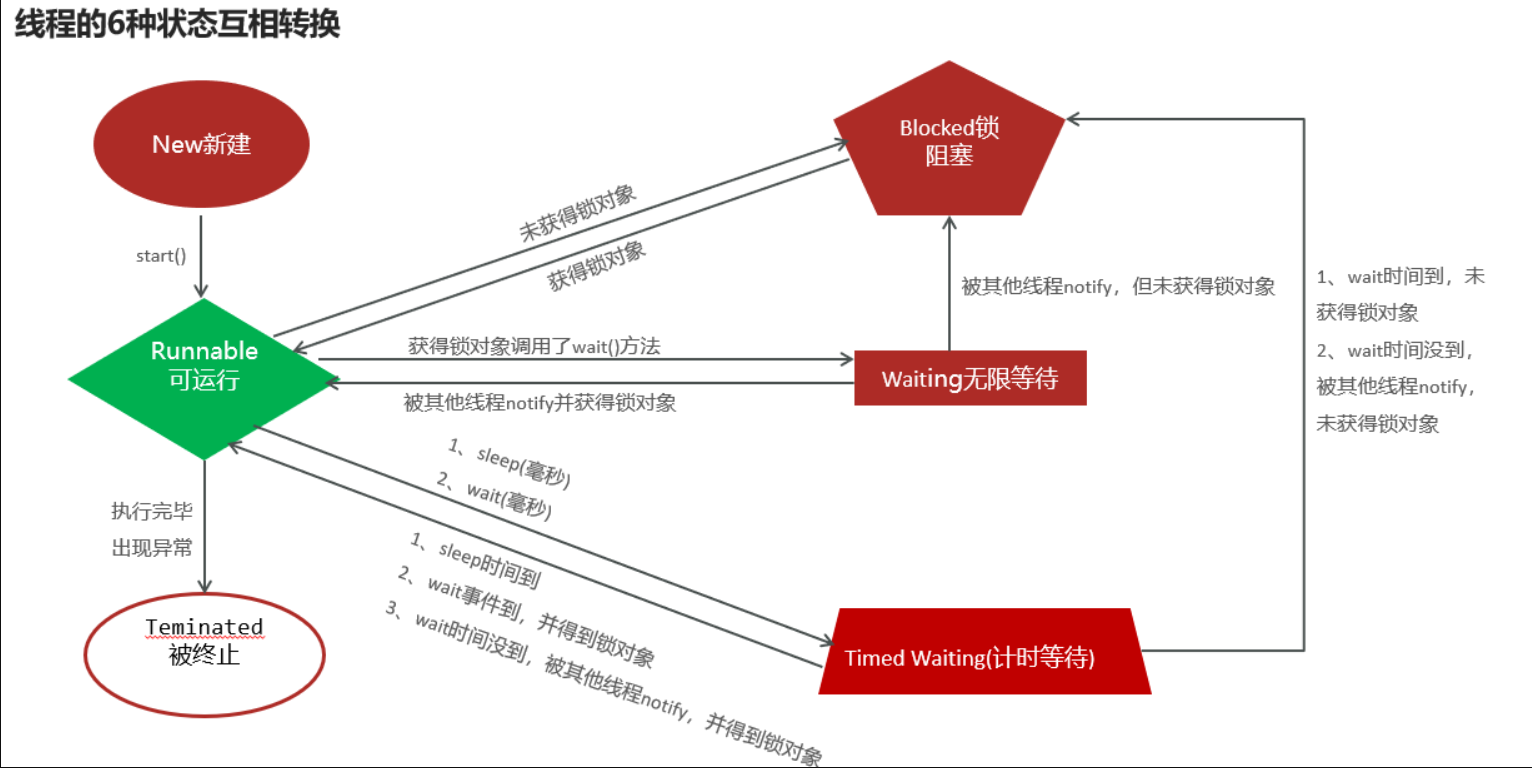 线程的6种状态互相转换
New新建
start()
Runnable
可运行
执行完毕
出现异常
Teminated
被终止
未获得锁对象
获得锁对象
获得锁对象调用了wait()方法
被其他线程notify并获得锁对象
1、sleep(毫秒)
2、wait(毫秒)
1、sleep时间到
2、wait事件到，并得到锁对象
3、wait时间没到，被其他线程notify，并得到锁对象
Blocked锁
阻塞
被其他线程notify，但未获得锁对象
Waiting无限等待
Timed Waiting(计时等待)
1、wait时间到，未
获得锁对象
2、wait时间没到，
被其他线程notify，
未获得锁对象